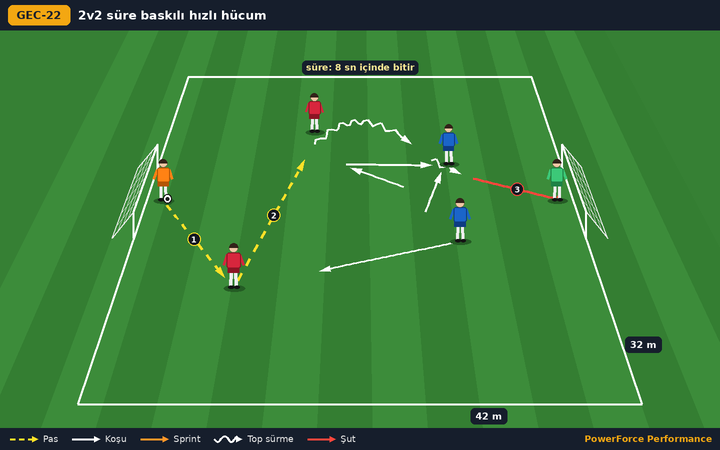 GEC-22 2v2 süre baskılı hızlı hücum
süre: 8 sn içinde bitir
1
2
3
32 m
42 m
Pas Koşu Sprint Top sürme Şut PowerForce Performance